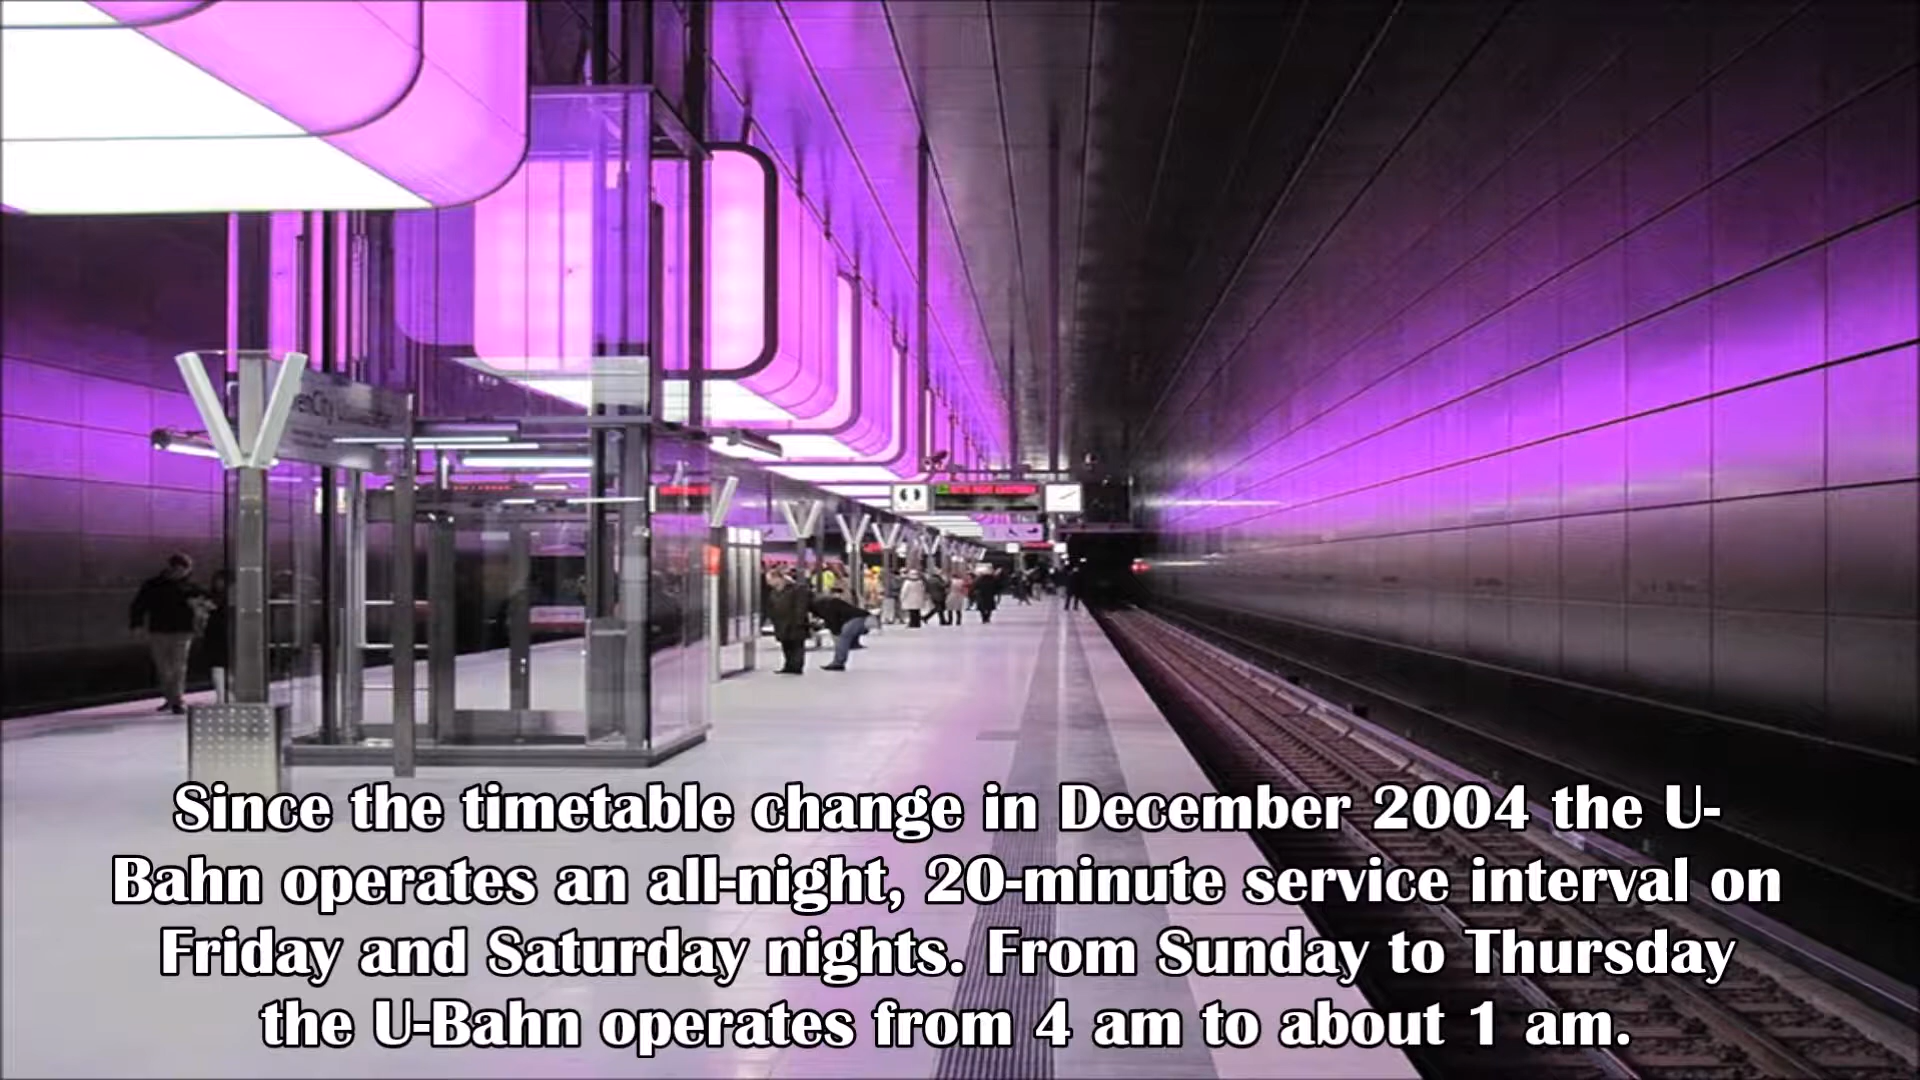 Since the timetable change in December 2004 the U-
Bahn operates an all-night, 20-minute service interval on
Friday and Saturday nights. From Sunday to Thursday
the U-Bahn operates from 4 am to about 1 am.